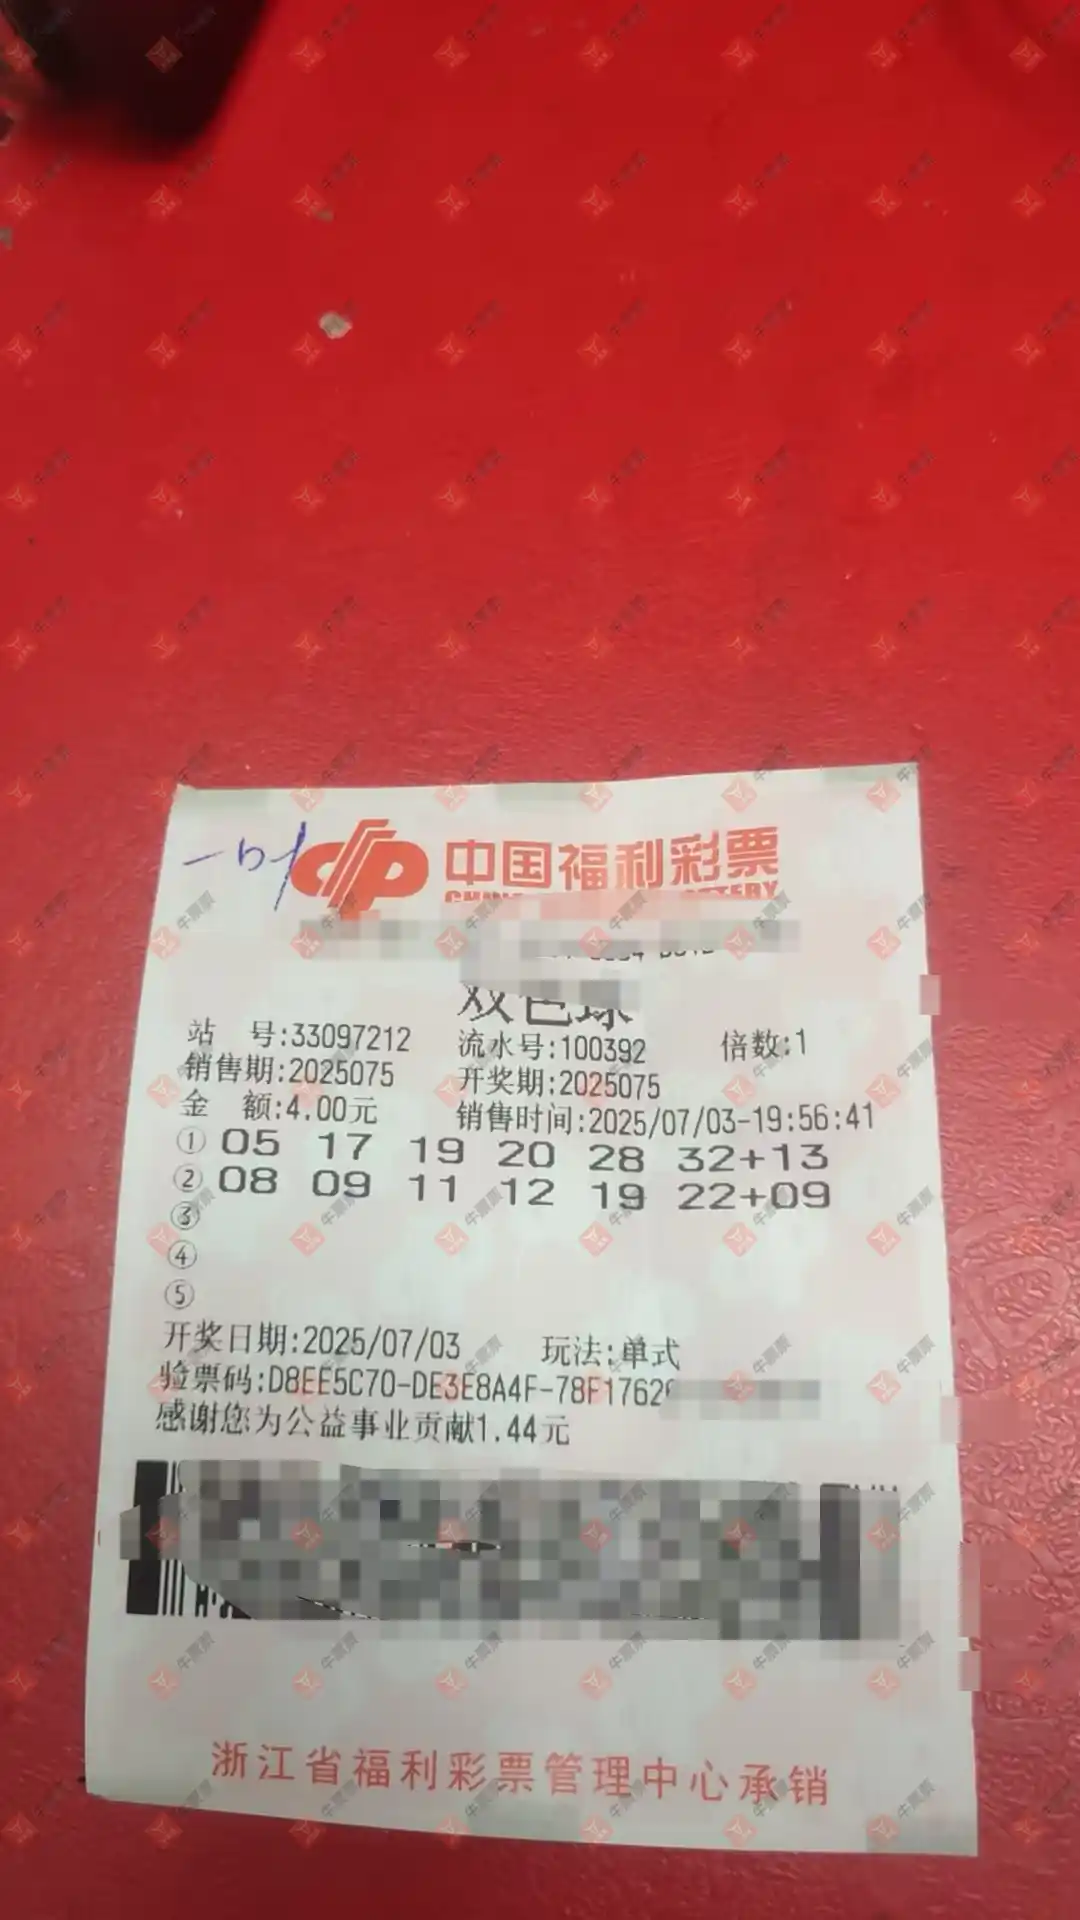 中国福利彩票
双色球
站 号:33097212 流水号:100392 倍数:1
销售期:2025075 开奖期:2025075
金 额:4.00元 销售时间:2025/07/03-19:56:41
① 05 17 19 20 28 32+13
② 08 09 11 12 19 22+09
③
④
⑤
开奖日期:2025/07/03 玩法:单式
验票码:D8EE5C70-DE3E8A4F-78F1762
感谢您为公益事业贡献1.44元
浙江省福利彩票管理中心承销